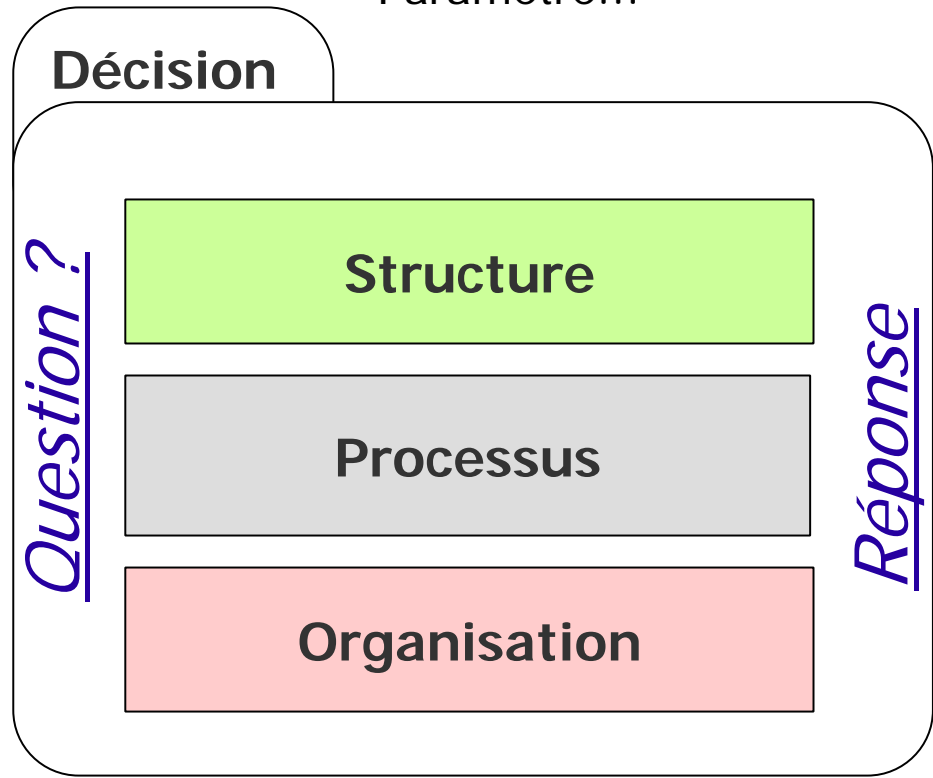 Décision
Question ?
Structure
Processus
Organisation
Réponse